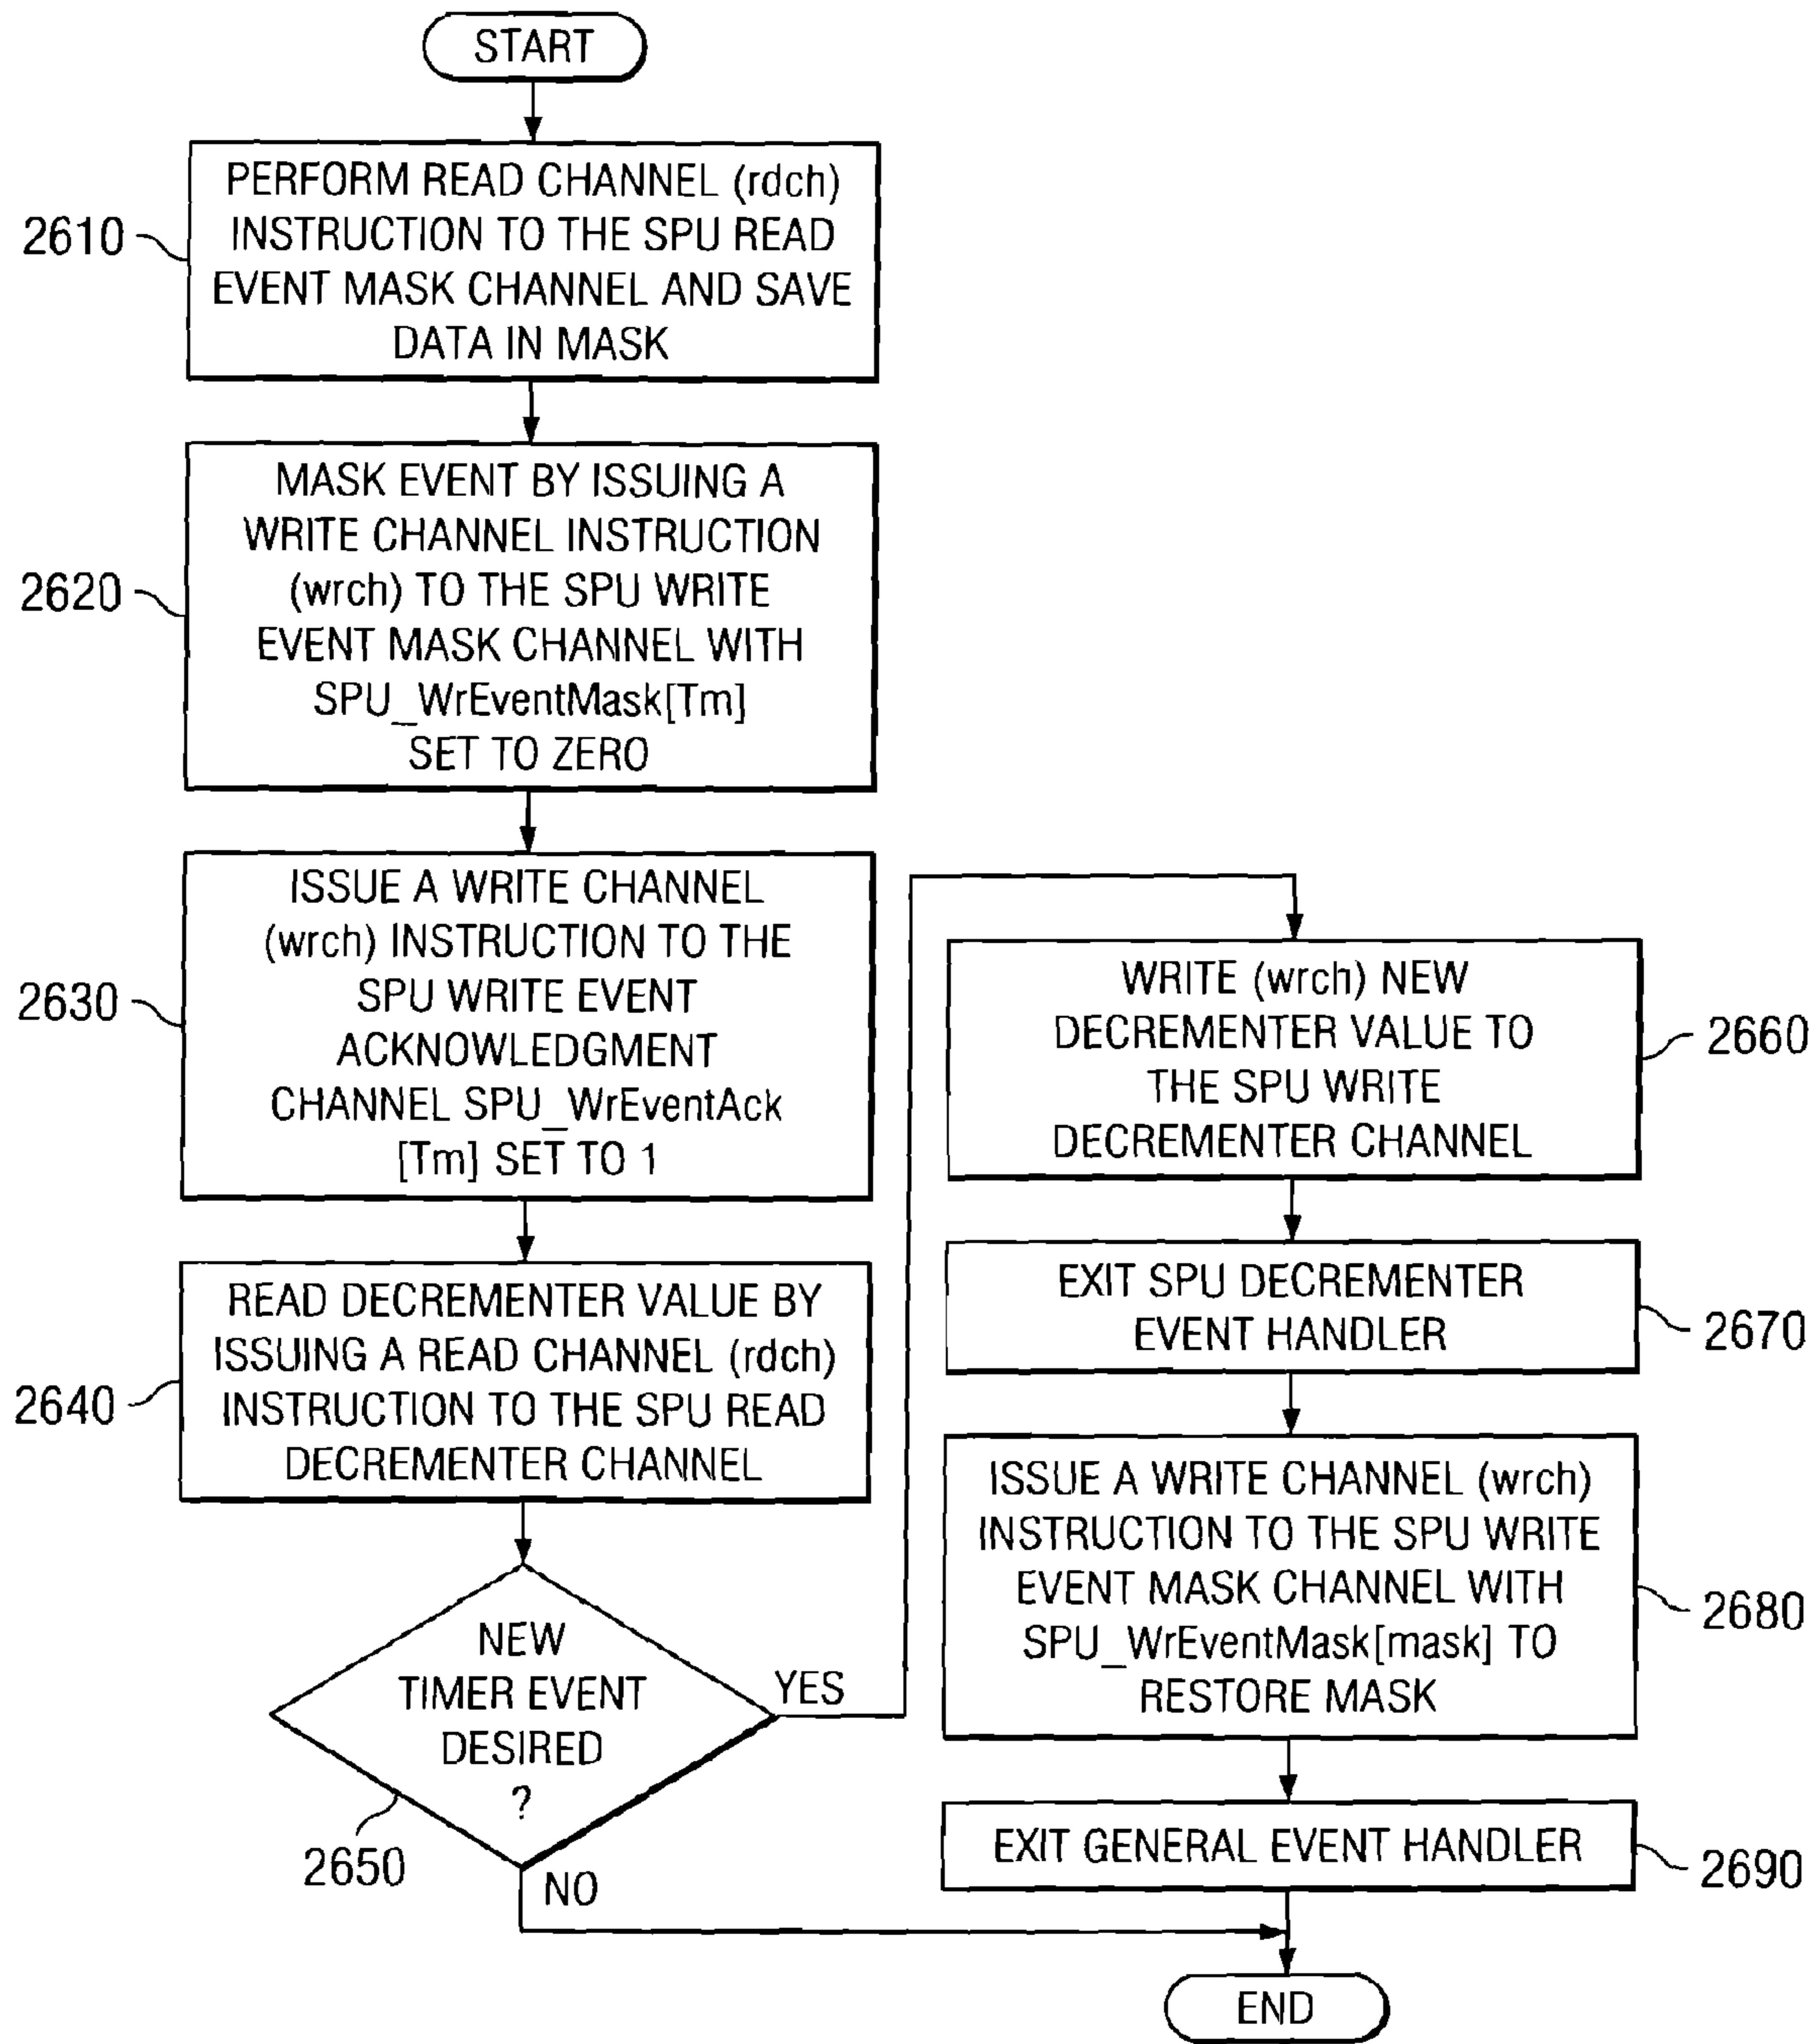 START
PERFORM READ CHANNEL (rdch)
INSTRUCTION TO THE SPU READ
EVENT MASK CHANNEL AND SAVE
DATA IN MASK
2610
MASK EVENT BY ISSUING A
WRITE CHANNEL INSTRUCTION
(wrch) TO THE SPU WRITE
EVENT MASK CHANNEL WITH
SPU_WrEventMask[Tm]
SET TO ZERO
2620
ISSUE A WRITE CHANNEL
(wrch) INSTRUCTION TO THE
SPU WRITE EVENT
ACKNOWLEDGMENT
CHANNEL SPU_WrEventAck
[Tm] SET TO 1
2630
READ DECREMENTER VALUE BY
ISSUING A READ CHANNEL (rdch)
INSTRUCTION TO THE SPU READ
DECREMENTER CHANNEL
2640
NEW
TIMER EVENT
DESIRED
?
2650
YES
NO
WRITE (wrch) NEW
DECREMENTER VALUE TO
THE SPU WRITE
DECREMENTER CHANNEL
2660
EXIT SPU DECREMENTER
EVENT HANDLER
2670
ISSUE A WRITE CHANNEL (wrch)
INSTRUCTION TO THE SPU WRITE
EVENT MASK CHANNEL WITH
SPU_WrEventMask[mask] TO
RESTORE MASK
2680
EXIT GENERAL EVENT HANDLER
2690
END